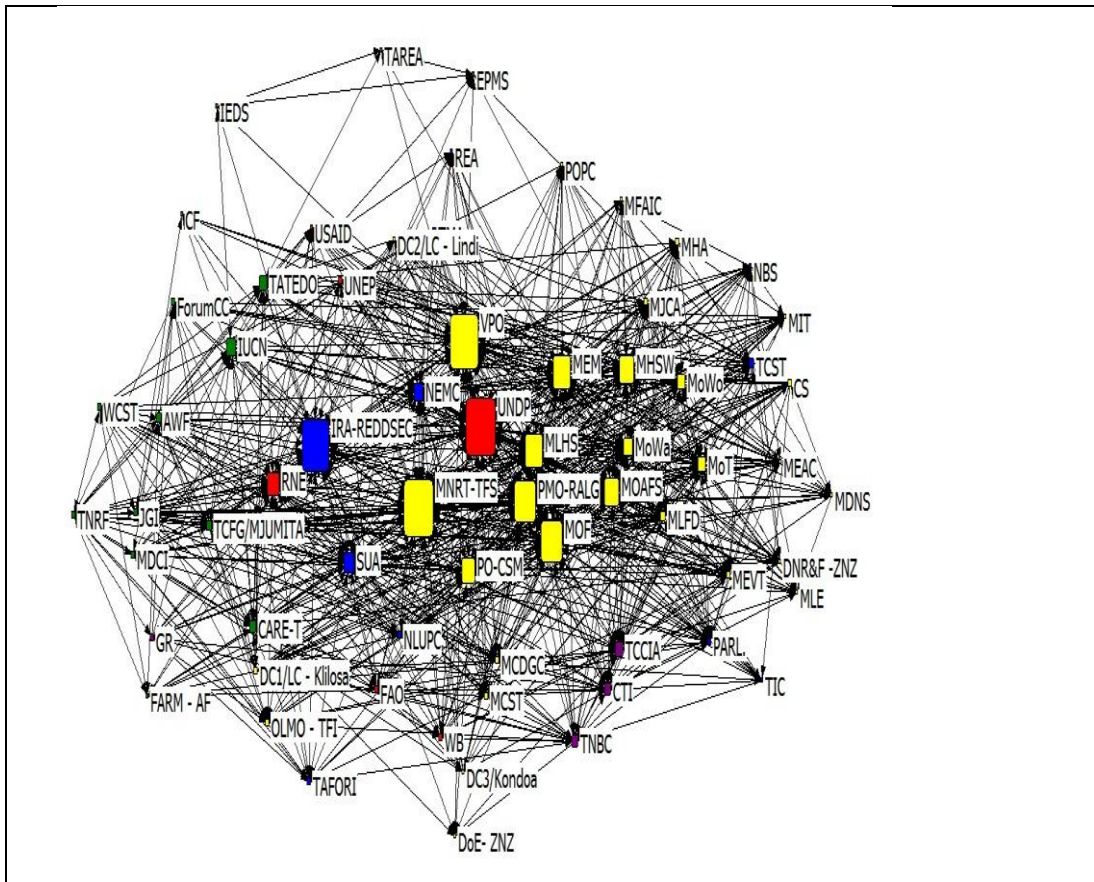 TAREA
EPMS
IEDS
REA
POPC
MFAIC
ICF
USAID
DC2/LC - Lindi
MHA
NBS
TATEDO
UNEP
ForumCC
MJCA
MIT
VPO
IUCN
MEM
MHSW
TCST
MoWo
CS
NEMC
UNDP
WCST
AWF
IRA-REDDSEC
MLHS
MoWa
MoT
MEAC
RNE
MNRT-TFS
PMO-RALG
MOAFS
MDNS
TNRF
JGI
TCFG/MJUMITA
MLFD
MOF
MDCI
SUA
PO-CSM
MEVT
DNR&F -ZNZ
MLE
GR
CARE-T
NLUPC
TCCIA
PARL.
MCDGC
DC1/LC - Klilosa
TIC
FARM - AF
FAO
MCST
CTI
OLMO - TFI
WB
TNBC
TAFORI
DC3/Kondoa
DoE- ZNZ